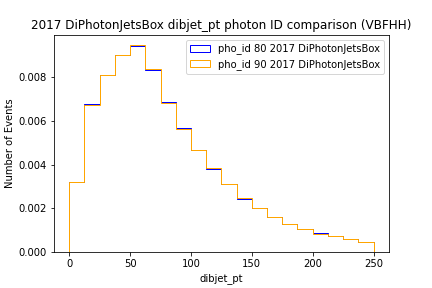 2017 DiPhotonJetsBox dibjet_pt photon ID comparison (VBFHH)
pho_id 80 2017 DiPhotonJetsBox
pho_id 90 2017 DiPhotonJetsBox
Number of Events
0.008
0.006
0.004
0.002
0.000
0 50 100 150 200 250
dibjet_pt